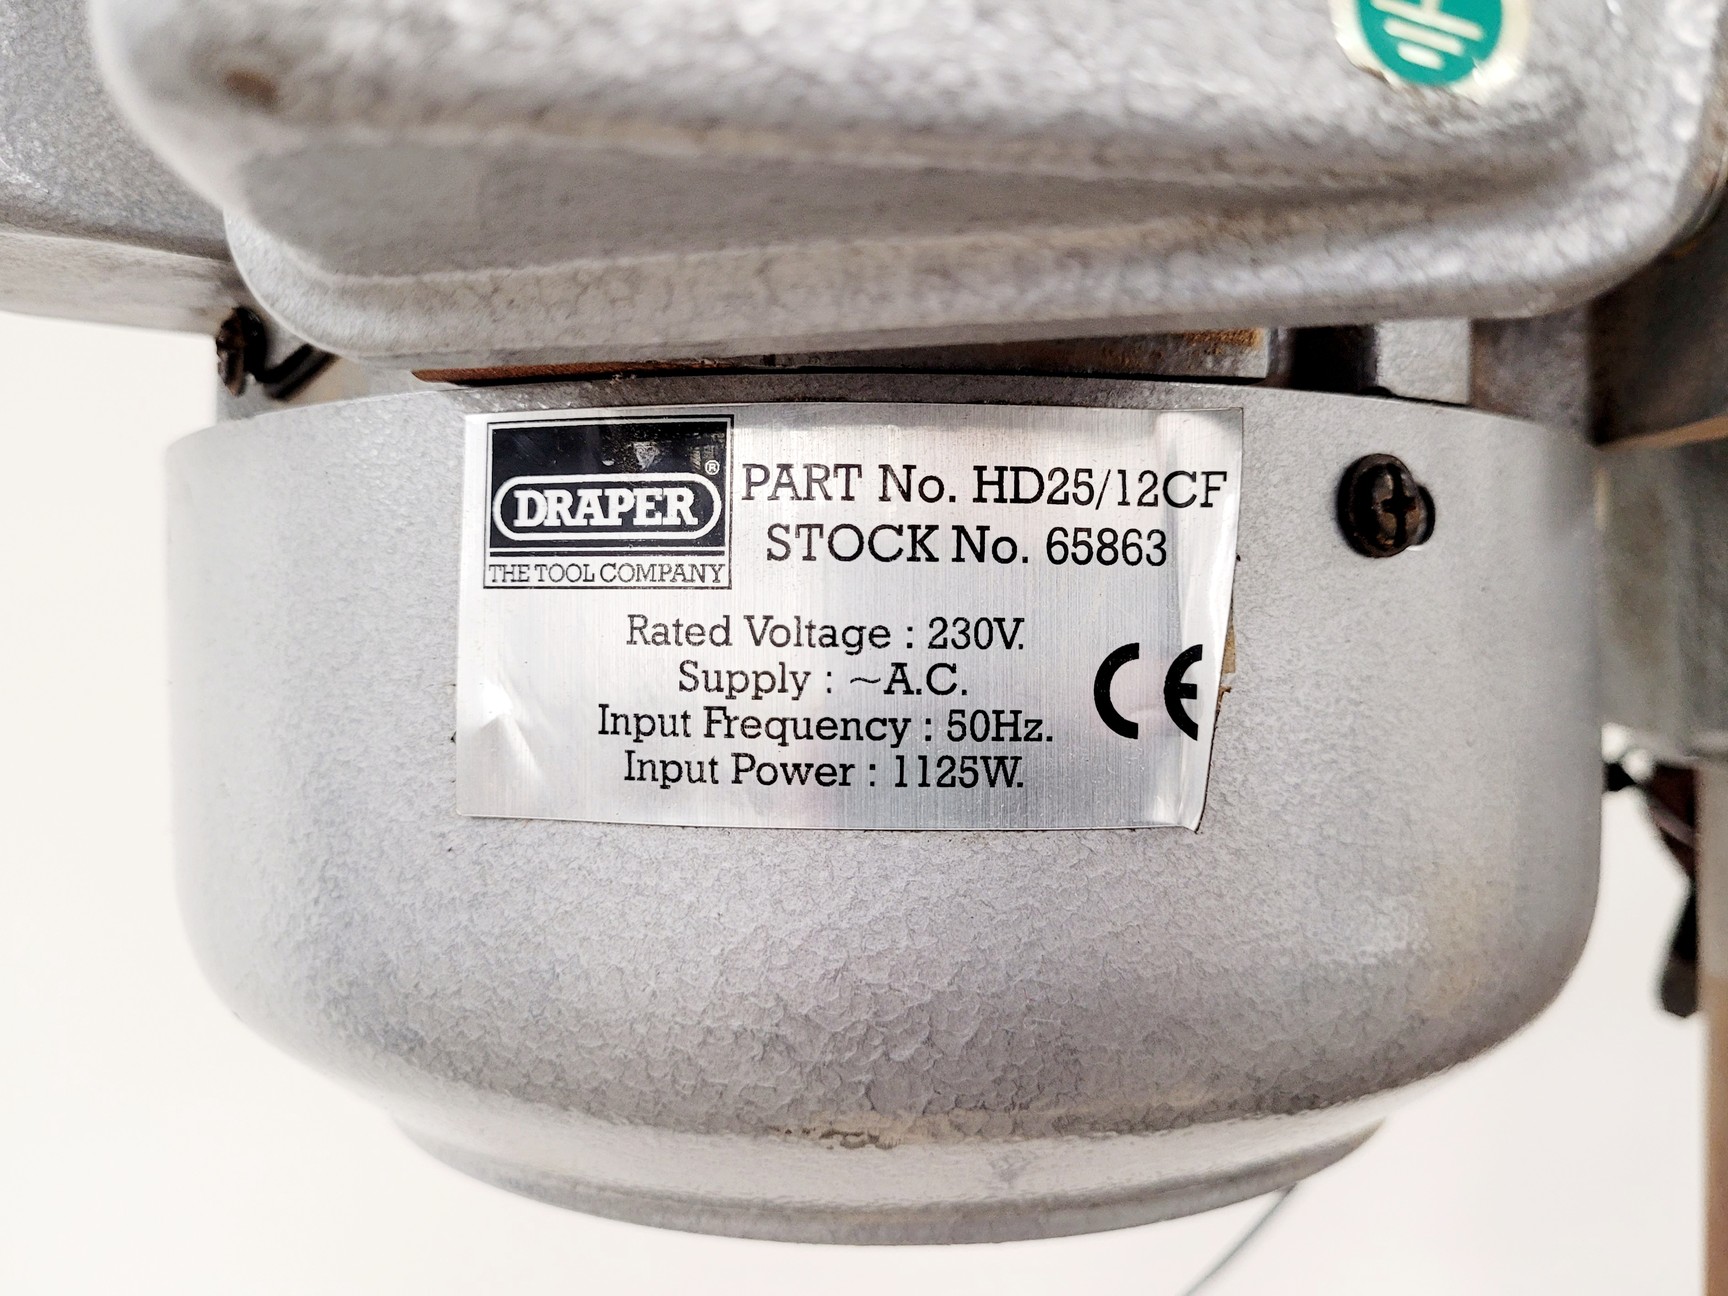 DRAPER ®
THE TOOL COMPANY
PART No. HD25/12CF
STOCK No. 65863
Rated Voltage : 230V.
Supply : ~A.C.
Input Frequency : 50Hz.
Input Power : 1125W.
CE